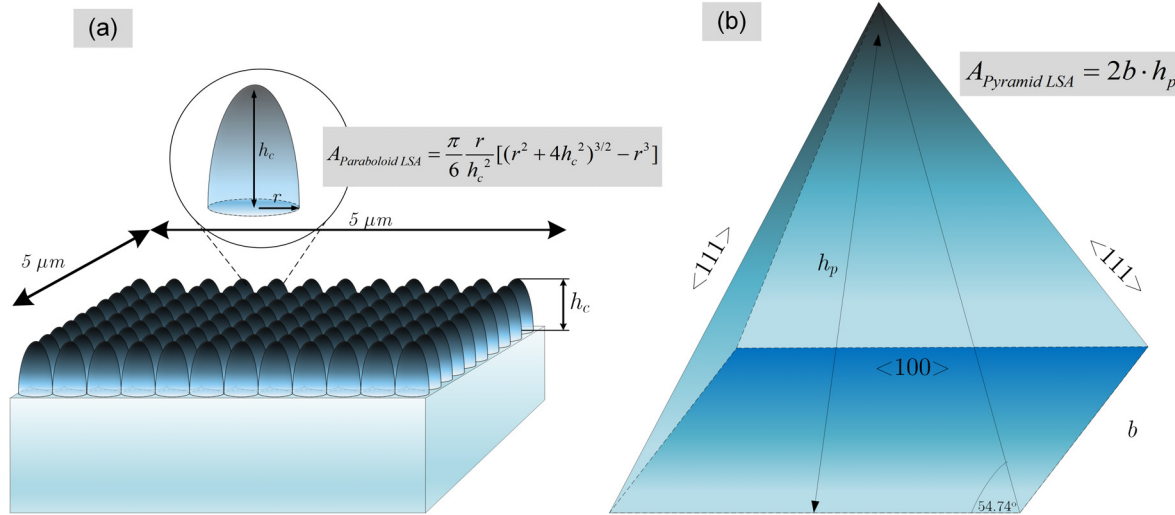 (a)
h_c
r
A_{Paraboloid LSA} = \frac{\pi}{6} \frac{r}{h_c^2} [(r^2 + 4h_c^2)^{3/2} - r^3]
5 μm
5 μm
h_c
(b)
A_{Pyramid LSA} = 2b · h_p
<111>
h_p
<111>
<100>
b
54.74°